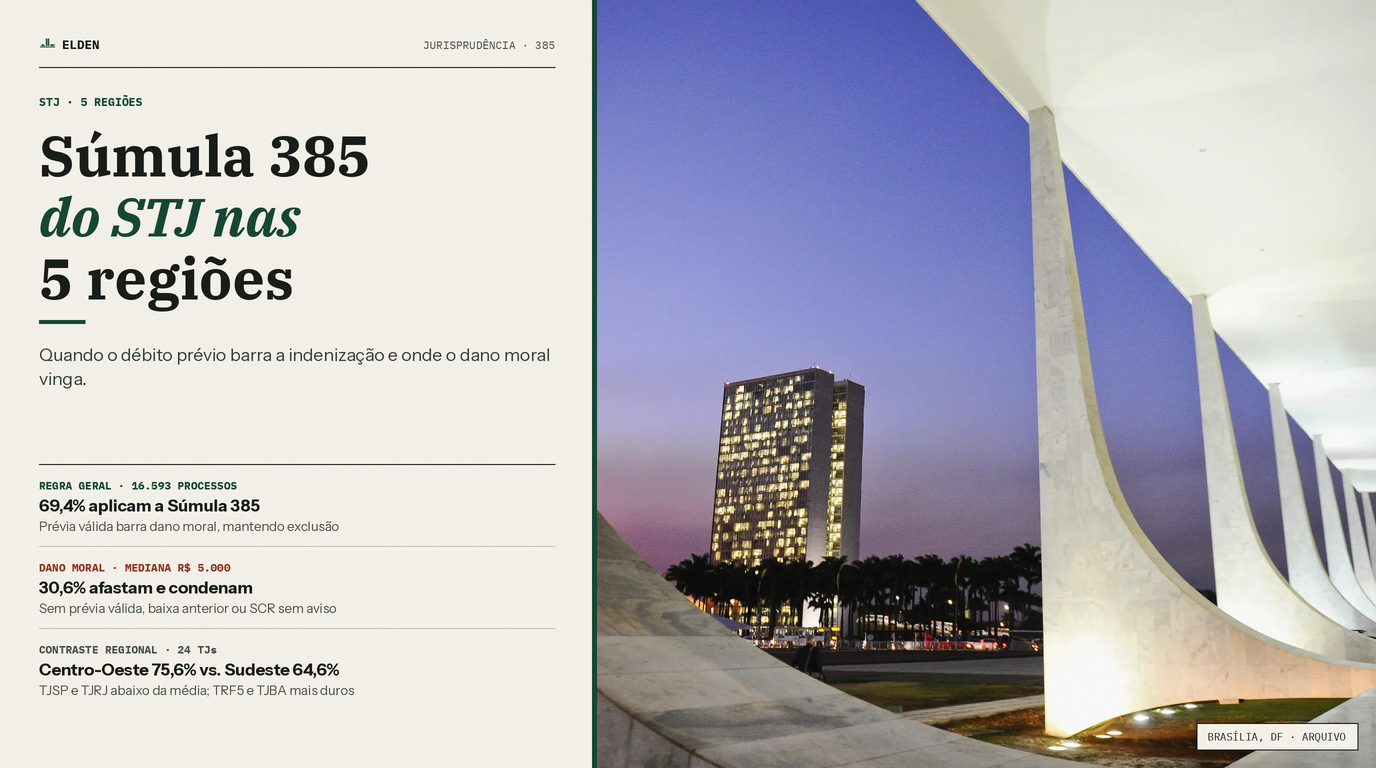 ELDEN
JURISPRUDÊNCIA · 385
STJ · 5 REGIÕES
Súmula 385
do STJ nas
5 regiões
Quando o débito prévio barra a indenização e onde o dano moral
vinga.
REGRA GERAL · 16.593 PROCESSOS
69,4% aplicam a Súmula 385
Prévia válida barra dano moral, mantendo exclusão
DANO MORAL · MEDIANA R$ 5.000
30,6% afastam e condenam
Sem prévia válida, baixa anterior ou SCR sem aviso
CONTRASTE REGIONAL · 24 TJs
Centro-Oeste 75,6% vs. Sudeste 64,6%
TJSP e TJRJ abaixo da média; TRF5 e TJBA mais duros
BRASÍLIA, DF · ARQUIVO